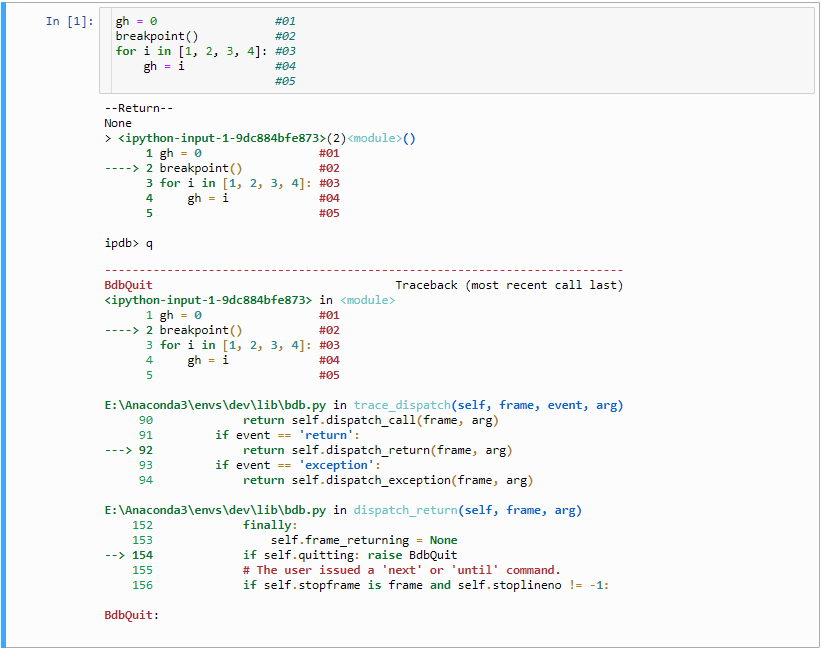 In [1]: gh = 0                 #01
breakpoint()           #02
for i in [1, 2, 3, 4]: #03
    gh = i             #04
                       #05
--Return--
None
> <ipython-input-1-9dc884bfe873>(2)<module>()
      1 gh = 0                 #01
----> 2 breakpoint()           #02
      3 for i in [1, 2, 3, 4]: #03
      4     gh = i             #04
      5                        #05
ipdb> q
---------------------------------------------------------------------------
BdbQuit                                   Traceback (most recent call last)
<ipython-input-1-9dc884bfe873> in <module>
      1 gh = 0                 #01
----> 2 breakpoint()           #02
      3 for i in [1, 2, 3, 4]: #03
      4     gh = i             #04
      5                        #05
E:\Anaconda3\envs\dev\lib\bdb.py in trace_dispatch(self, frame, event, arg)
     90             return self.dispatch_call(frame, arg)
     91         if event == 'return':
---> 92             return self.dispatch_return(frame, arg)
     93         if event == 'exception':
     94             return self.dispatch_exception(frame, arg)
E:\Anaconda3\envs\dev\lib\bdb.py in dispatch_return(self, frame, arg)
    152             finally:
    153                 self.frame_returning = None
--> 154             if self.quitting: raise BdbQuit
    155             # The user issued a 'next' or 'until' command.
    156             if self.stopframe is frame and self.stoplineno != -1:
BdbQuit: